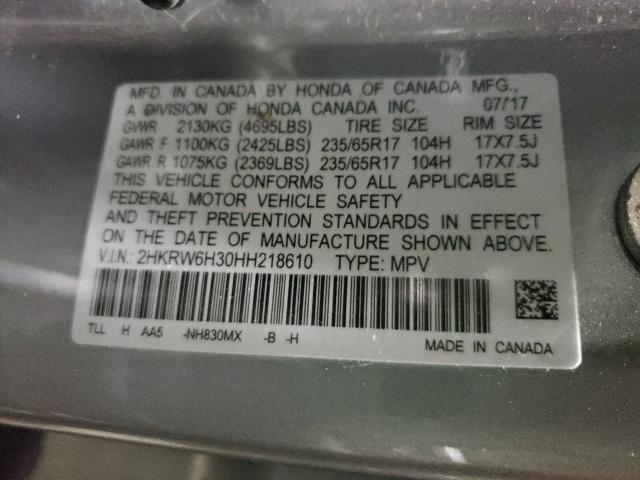 MFD. IN CANADA BY HONDA OF CANADA MFG.,
A DIVISION OF HONDA CANADA INC. 07/'17
GVWR 2130KG (4695LBS) TIRE SIZE RIM SIZE
GAWR F 1100KG (2425LBS) 235/65R17 104H 17X7.5J
GAWR R 1075KG (2369LBS) 235/65R17 104H 17X7.5J
THIS VEHICLE CONFORMS TO ALL APPLICABLE
FEDERAL MOTOR VEHICLE SAFETY
AND THEFT PREVENTION STANDARDS IN EFFECT
ON THE DATE OF MANUFACTURE SHOWN ABOVE.
V.I.N.: 2HKRW6H30HH218610 TYPE: MPV
TLL H AA5 -NH830MX -B -H
MADE IN CANADA